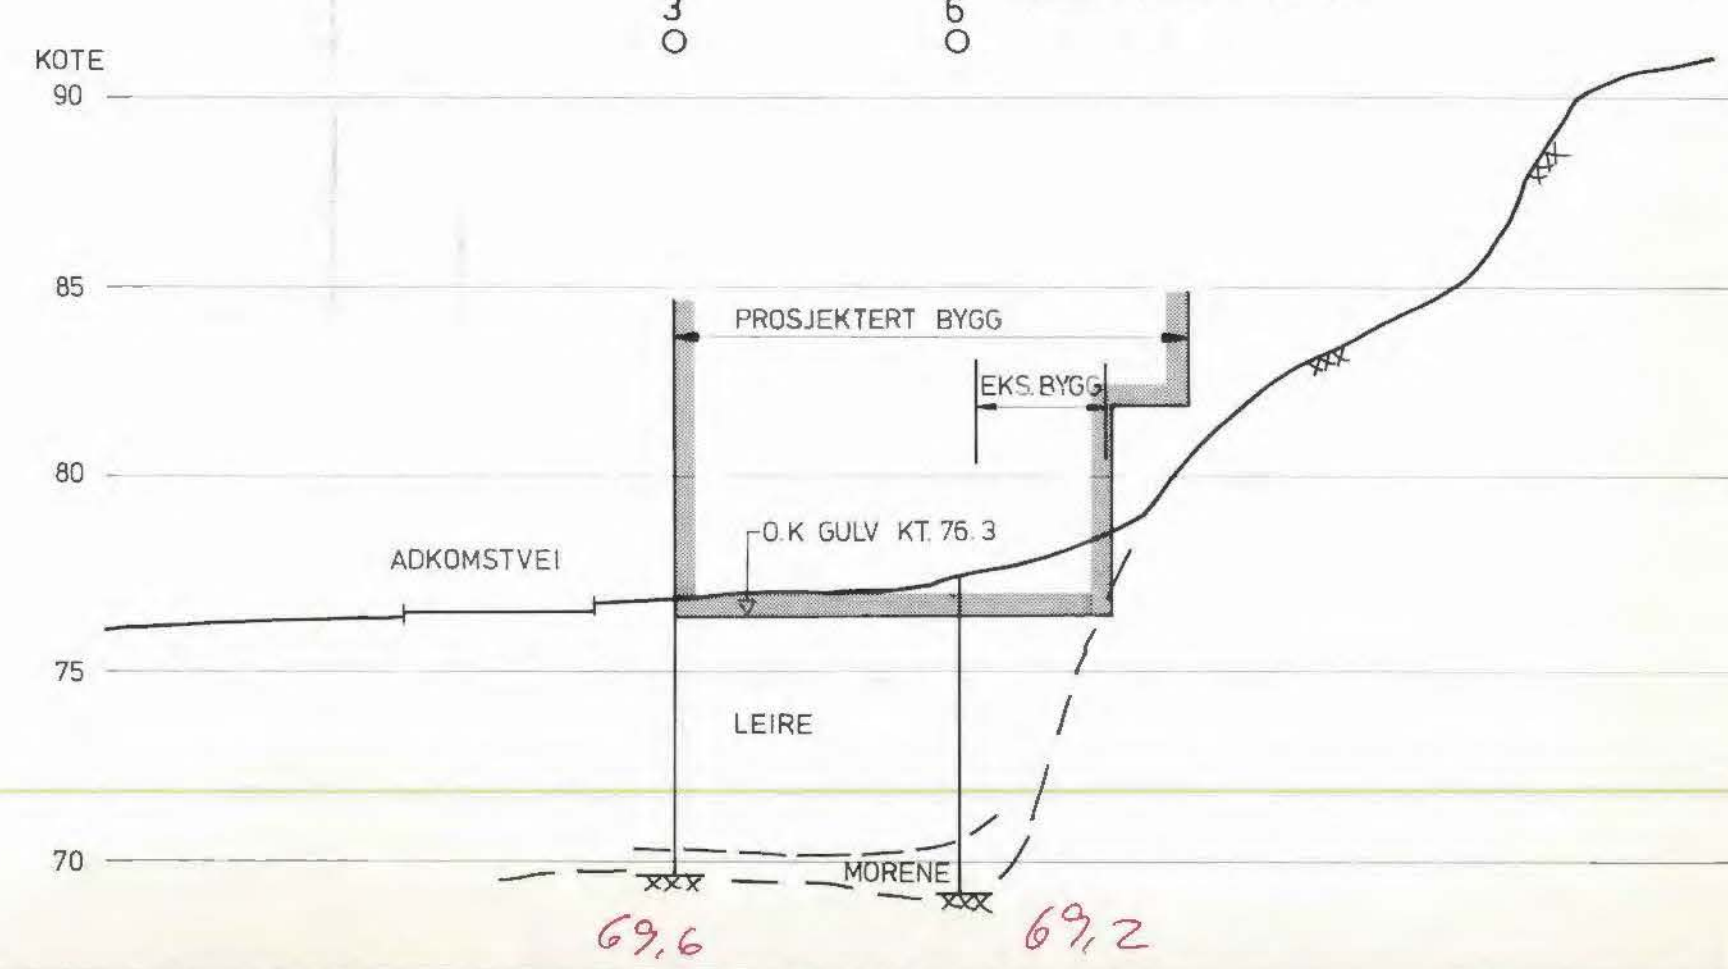 3 6
KOTE
90
85
PROSJEKTERT BYGG
EKS. BYGG
80
O.K GULV KT. 76.3
ADKOMSTVEI
75
LEIRE
70
MORENE
69,6 69,2